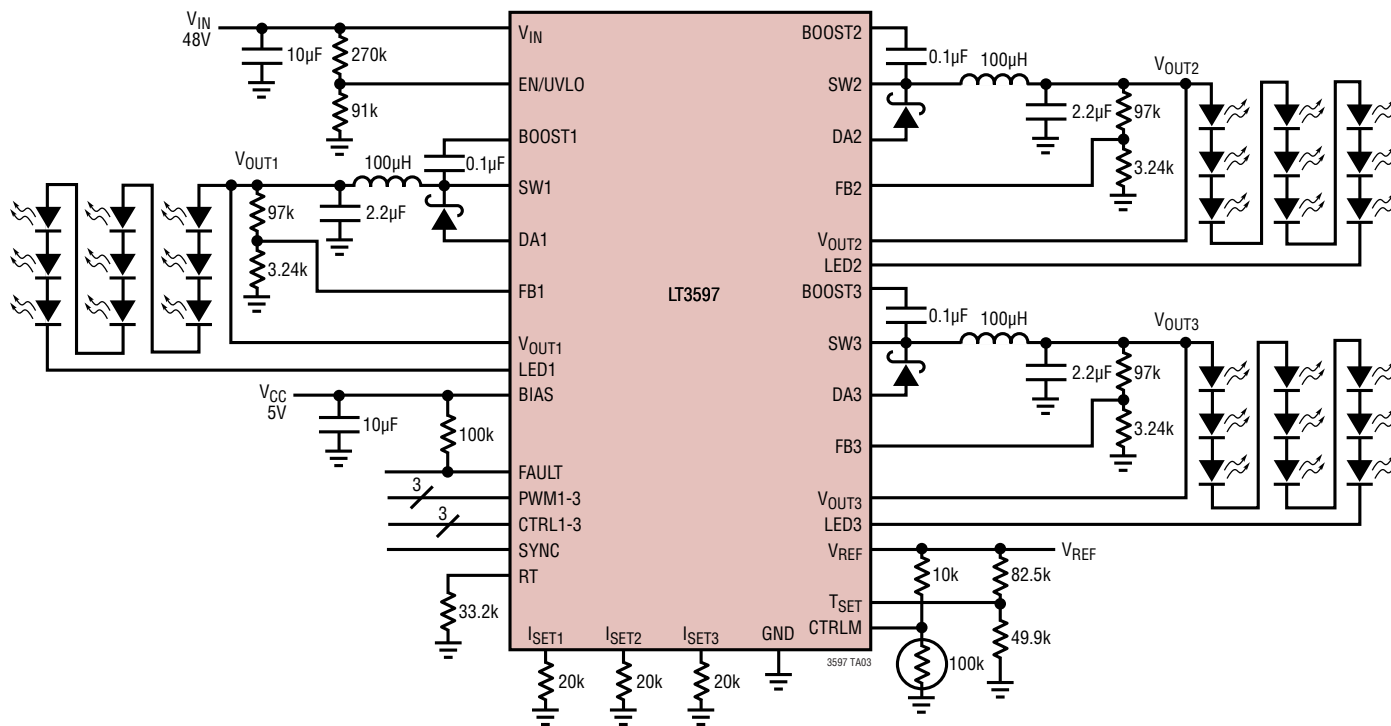 VIN
48V
10µF
270k
91k
VIN
EN/UVLO
BOOST1
VOUT1
100µH
0.1µF
SW1
97k
2.2µF
DA1
3.24k
FB1
VOUT1
LED1
VCC
5V
BIAS
10µF
100k
FAULT
3
PWM1-3
3
CTRL1-3
SYNC
RT
33.2k
ISET1
ISET2
ISET3
GND
20k
20k
20k
LT3597
BOOST2
0.1µF
100µH
SW2
VOUT2
2.2µF
97k
DA2
3.24k
FB2
VOUT2
LED2
BOOST3
0.1µF
100µH
SW3
VOUT3
2.2µF
97k
DA3
3.24k
FB3
VOUT3
LED3
VREF
VREF
10k
82.5k
TSET
CTRLM
49.9k
100k
3597 TA03